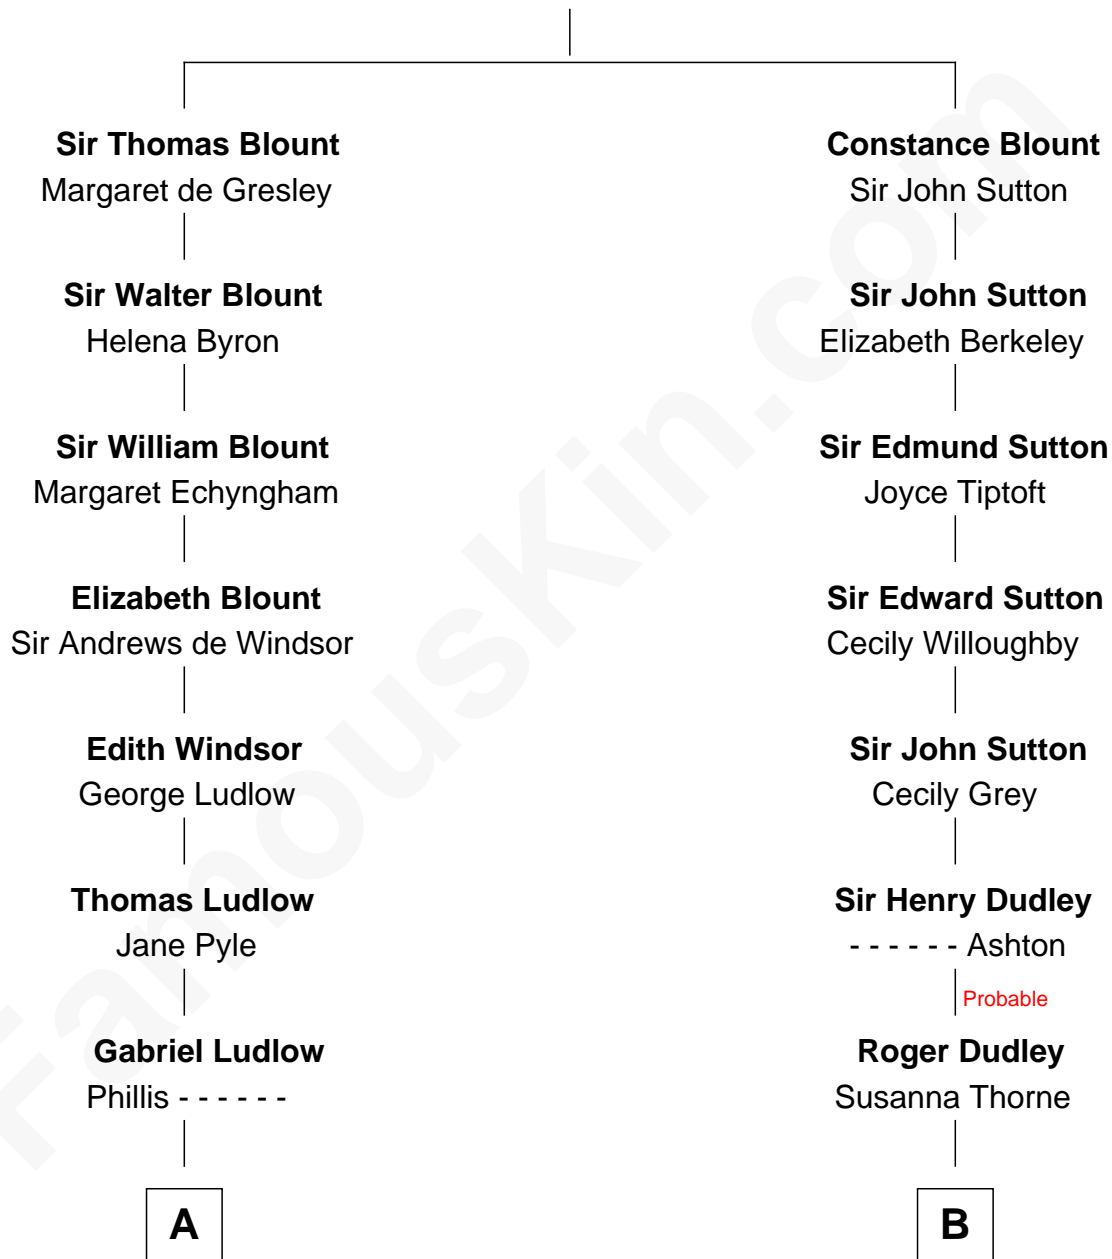 Sir Thomas Blount
Margaret de Gresley
Sir Walter Blount
Helena Byron
Sir William Blount
Margaret Echyngham
Elizabeth Blount
Sir Andrews de Windsor
Edith Windsor
George Ludlow
Thomas Ludlow
Jane Pyle
Gabriel Ludlow
Phillis - - - - - -
A
Constance Blount
Sir John Sutton
Sir John Sutton
Elizabeth Berkeley
Sir Edmund Sutton
Joyce Tiptoft
Sir Edward Sutton
Cecily Willoughby
Sir John Sutton
Cecily Grey
Sir Henry Dudley
- - - - - - Ashton
Probable
Roger Dudley
Susanna Thorne
B
FamousKin.com